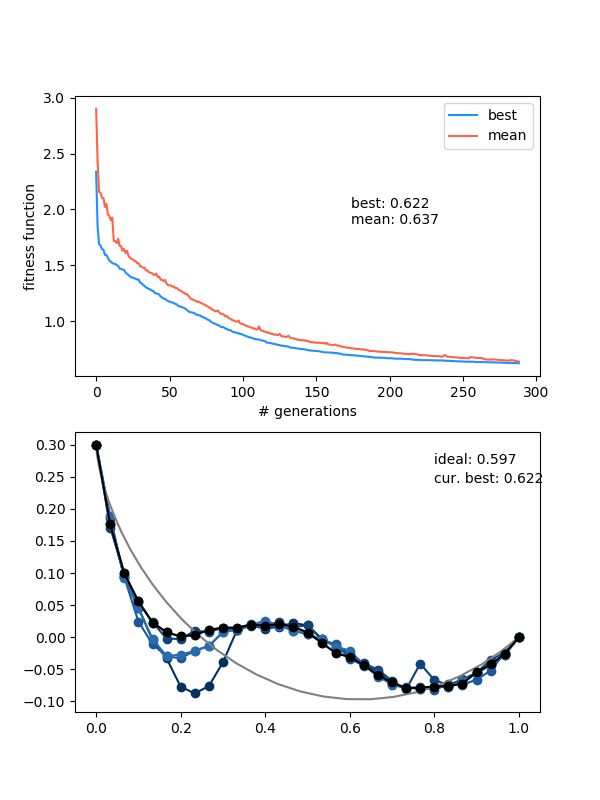 3.0
2.5
2.0
1.5
1.0
fitness function
best
mean
best: 0.622
mean: 0.637
0 50 100 150 200 250 300
# generations
0.30
0.25
0.20
0.15
0.10
0.05
0.00
−0.05
−0.10
ideal: 0.597
cur. best: 0.622
0.0 0.2 0.4 0.6 0.8 1.0